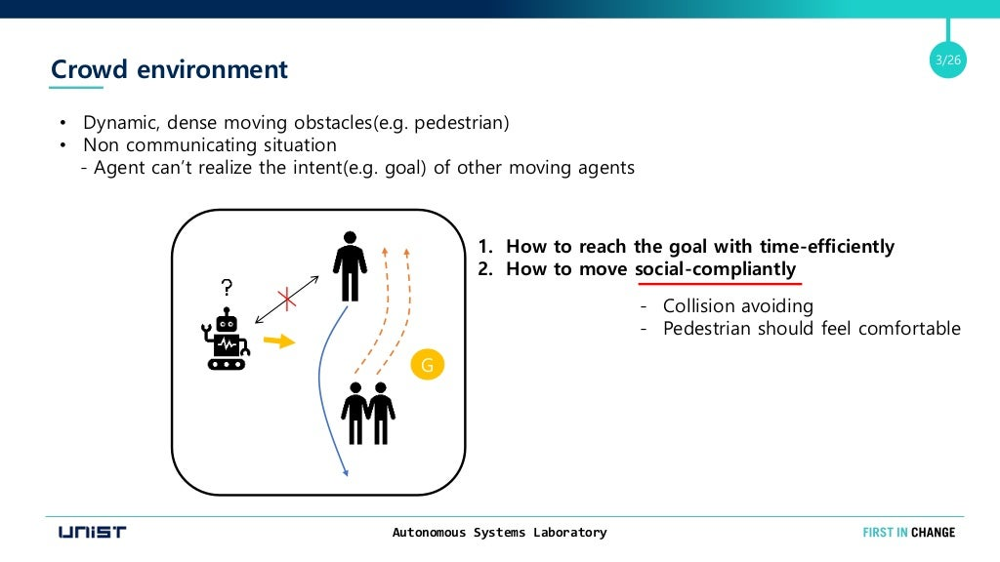 3/26
Crowd environment
• Dynamic, dense moving obstacles(e.g. pedestrian)
• Non communicating situation
- Agent can't realize the intent(e.g. goal) of other moving agents
1. How to reach the goal with time-efficiently
2. How to move social-compliantly
- Collision avoiding
- Pedestrian should feel comfortable
?
G
UNIST
Autonomous Systems Laboratory
FIRST IN CHANGE